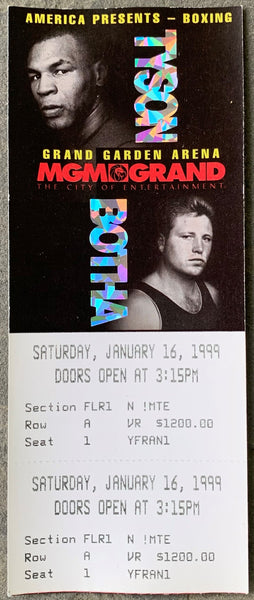 AMERICA PRESENTS – BOXING
TYSON
GRAND GARDEN ARENA
MGM GRAND
THE CITY OF ENTERTAINMENT.
BOTHA
SATURDAY, JANUARY 16, 1999
DOORS OPEN AT 3:15PM
Section FLR1 N !MTE
Row A VR $1200.00
Seat 1 YFRAN1
SATURDAY, JANUARY 16, 1999
DOORS OPEN AT 3:15PM
Section FLR1 N !MTE
Row A VR $1200.00
Seat 1 YFRAN1